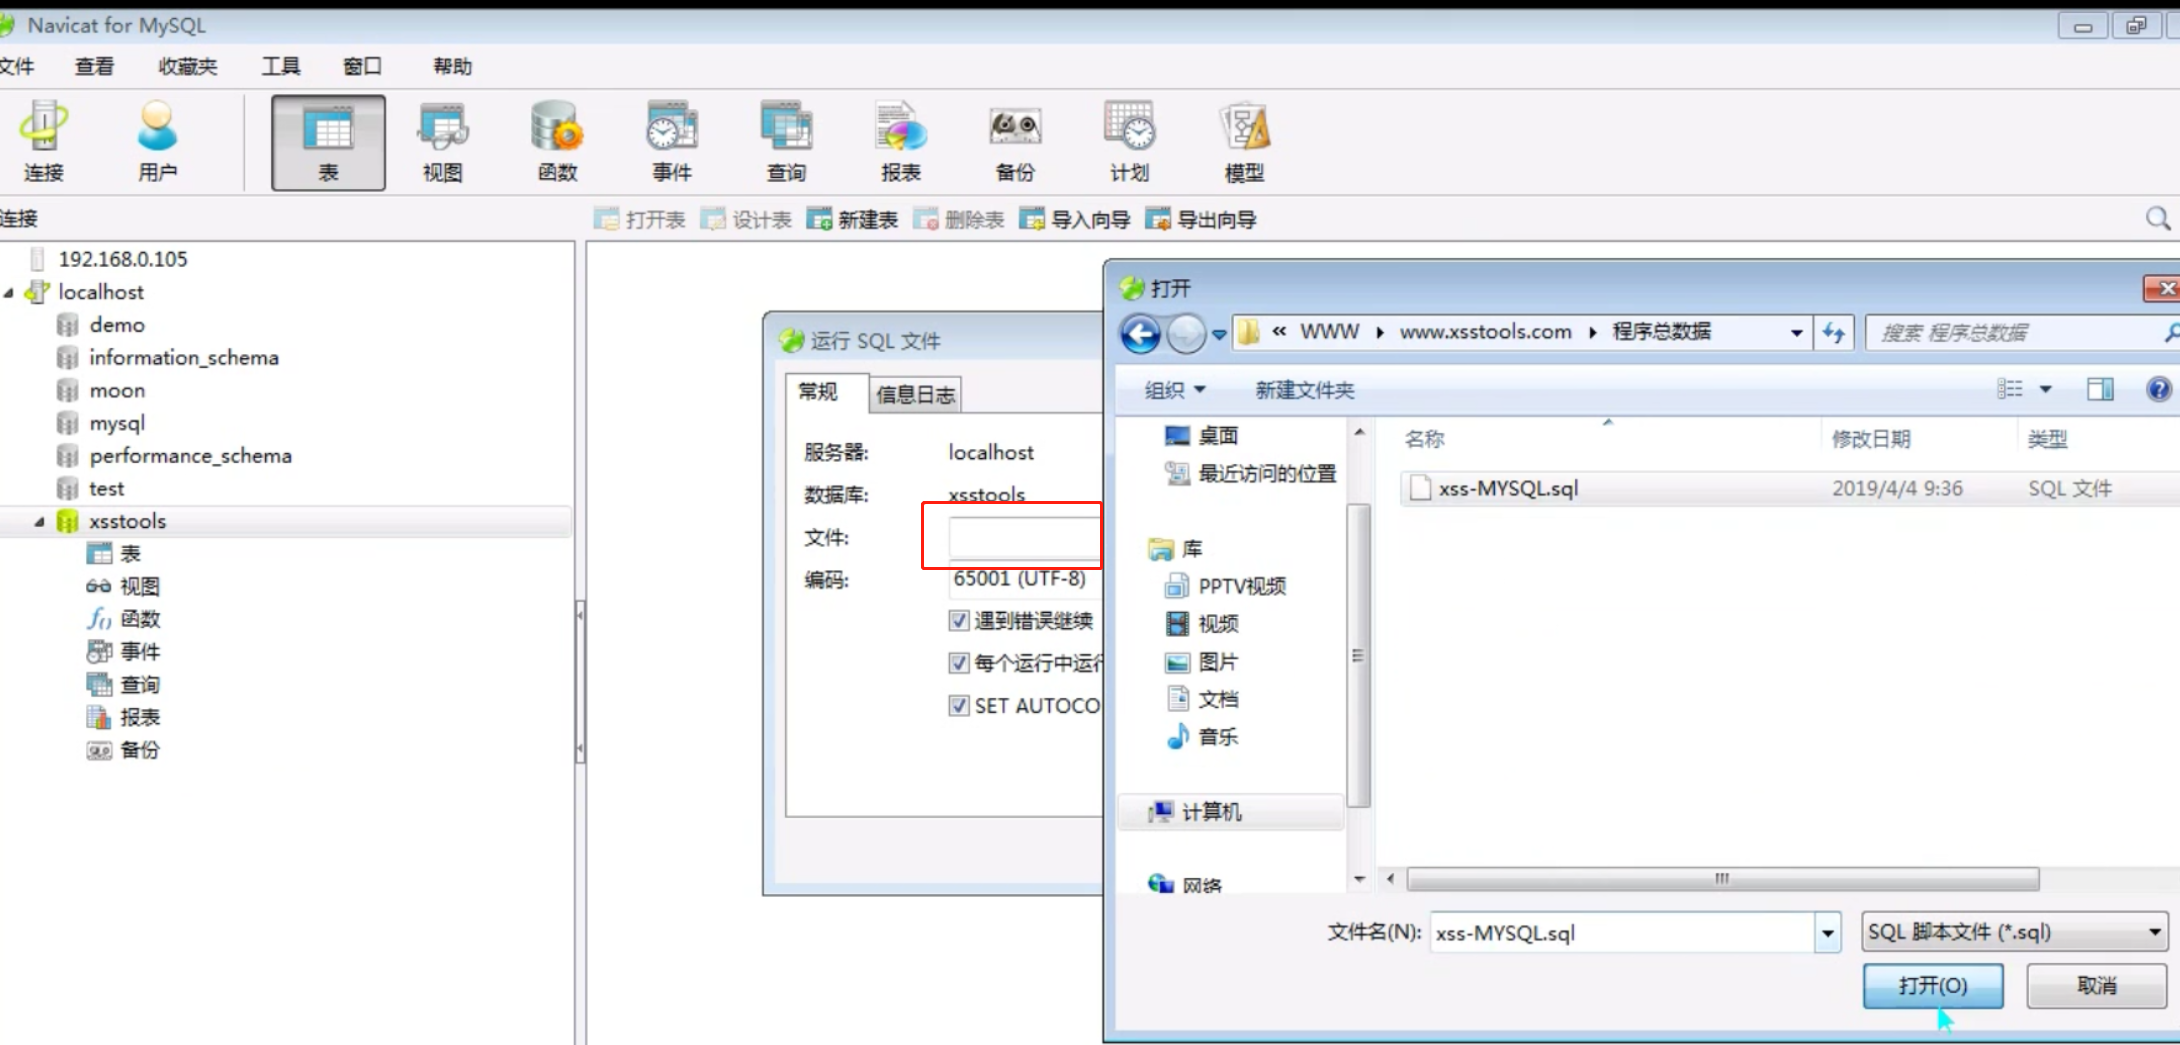 Navicat for MySQL
文件 查看 收藏夹 工具 窗口 帮助
连接 用户 表 视图 函数 事件 查询 报表 备份 计划 模型
连接
打开表 设计表 新建表 删除表 导入向导 导出向导
192.168.0.105
localhost
demo
information_schema
moon
mysql
performance_schema
test
xsstools
表
视图
函数
事件
查询
报表
备份
运行 SQL 文件
常规 信息日志
服务器: localhost
数据库: xsstools
文件:
编码: 65001 (UTF-8)
遇到错误继续
每个运行中运行
SET AUTOCO
打开
« WWW www.xsstools.com 程序总数据
搜索 程序总数据
组织 新建文件夹
桌面
最近访问的位置
库
PPTV视频
视频
图片
文档
音乐
计算机
网络
名称 修改日期 类型
xss-MYSQL.sql 2019/4/4 9:36 SQL 文件
文件名(N): xss-MYSQL.sql
SQL 脚本文件 (*.sql)
打开(O) 取消